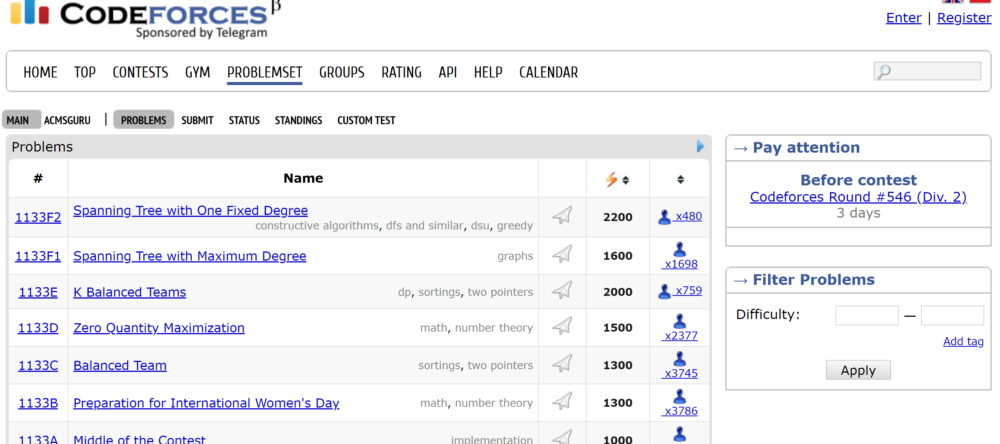 CODEFORCES β
Sponsored by Telegram
Enter | Register
HOME TOP CONTESTS GYM PROBLEMSET GROUPS RATING API HELP CALENDAR
MAIN ACMSGURU | PROBLEMS SUBMIT STATUS STANDINGS CUSTOM TEST
Problems
# Name
1133F2 Spanning Tree with One Fixed Degree 2200 x480
constructive algorithms, dfs and similar, dsu, greedy
1133F1 Spanning Tree with Maximum Degree graphs 1600 x1698
1133E K Balanced Teams dp, sortings, two pointers 2000 x759
1133D Zero Quantity Maximization math, number theory 1500 x2377
1133C Balanced Team sortings, two pointers 1300 x3745
1133B Preparation for International Women's Day math, number theory 1300 x3786
1133A Middle of the Contest implementation 1000
→ Pay attention
Before contest
Codeforces Round #546 (Div. 2)
3 days
→ Filter Problems
Difficulty: —
Add tag
Apply